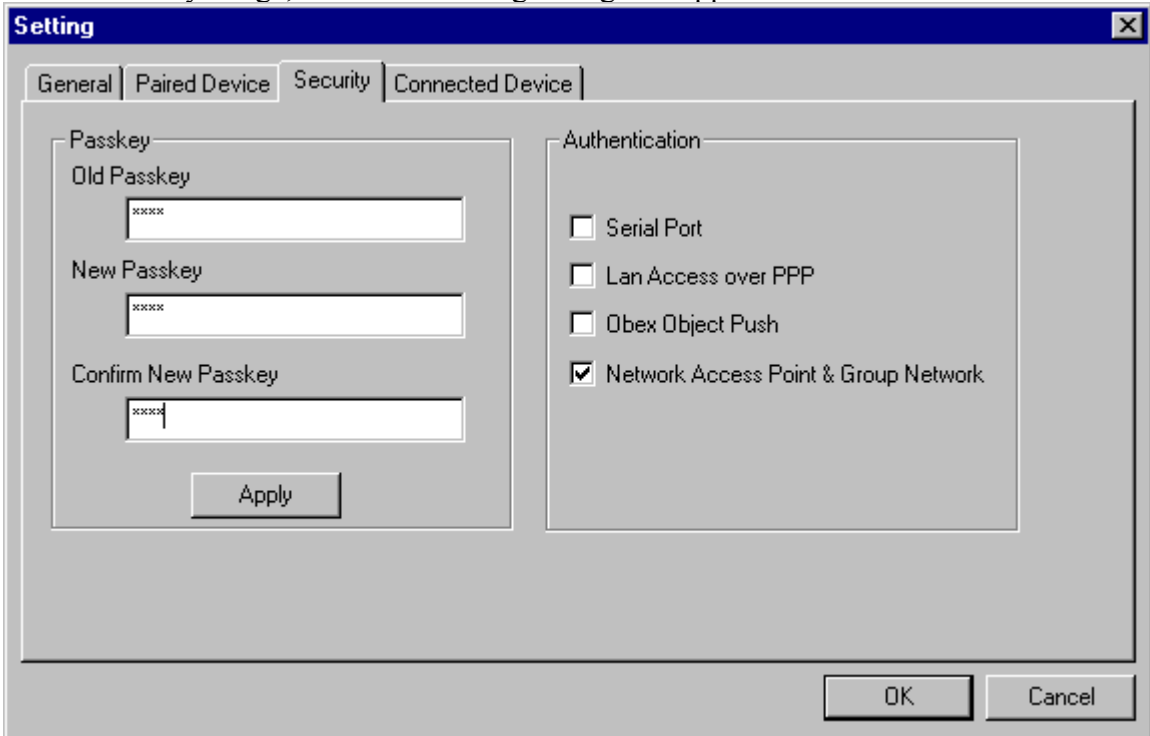 Setting
General Paired Device Security Connected Device
Passkey
Old Passkey
****
New Passkey
****
Confirm New Passkey
****
Apply
Authentication
Serial Port
Lan Access over PPP
Obex Object Push
Network Access Point & Group Network
OK Cancel